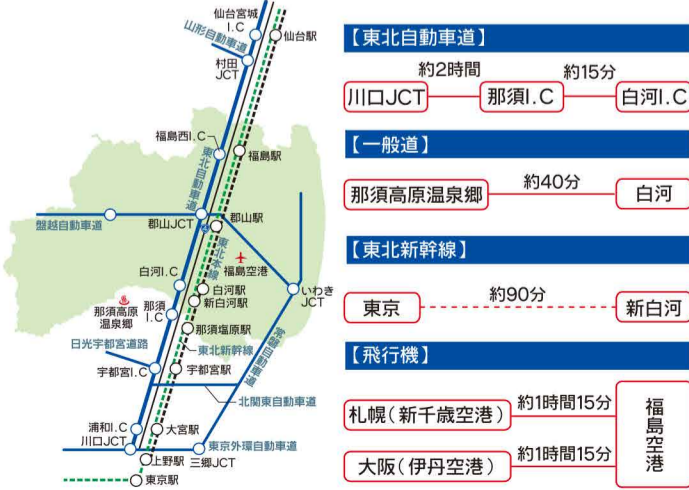 仙台宮城
I.C
仙台駅
山形自動車道
村田
JCT
福島西I.C
福島駅
東北自動車道
磐越自動車道
郡山JCT
郡山駅
東北本線
福島空港
白河I.C
白河駅
新白河駅
いわき
JCT
那須高原
温泉郷
那須
I.C
那須塩原駅
日光宇都宮道路
東北新幹線
常磐自動車道
宇都宮I.C
宇都宮駅
北関東自動車道
浦和I.C
大宮駅
川口JCT
東京外環自動車道
上野駅
三郷JCT
東京駅
【東北自動車道】
約2時間
約15分
川口JCT
那須I.C
白河I.C
【一般道】
那須高原温泉郷
約40分
白河
【東北新幹線】
東京
約90分
新白河
【飛行機】
札幌(新千歳空港)
約1時間15分
大阪(伊丹空港)
約1時間15分
福島空港